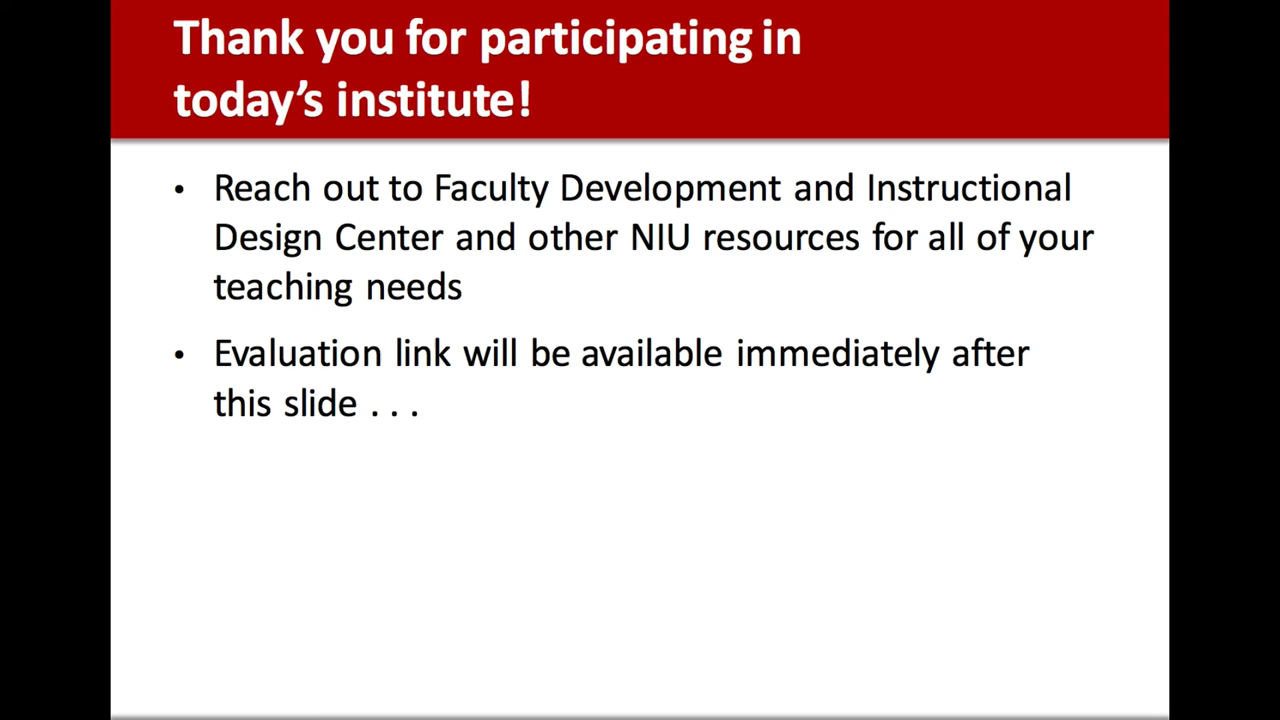 Thank you for participating in
today’s institute!
• Reach out to Faculty Development and Instructional
Design Center and other NIU resources for all of your
teaching needs
• Evaluation link will be available immediately after
this slide . . .